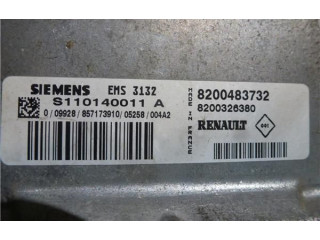 SIEMENS EMS 3132
S110140011 A
0 / 09928 / 857173910 / 05258 / 004A2
MADE IN FRANCE
8200483732
8200326380
RENAULT